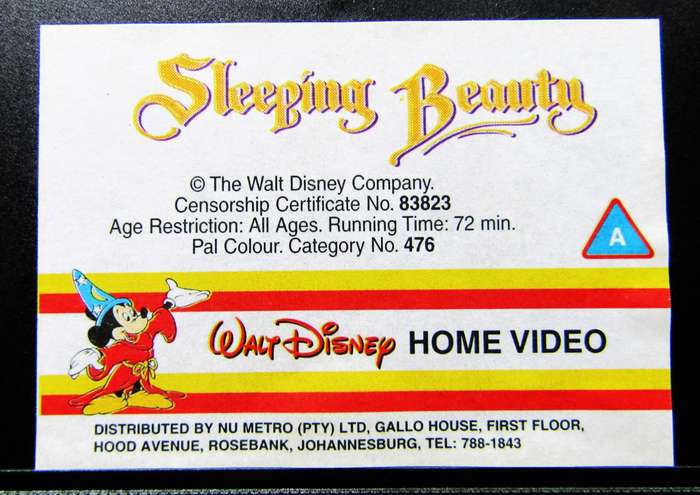 Sleeping Beauty
© The Walt Disney Company.
Censorship Certificate No. 83823
Age Restriction: All Ages. Running Time: 72 min.
Pal Colour. Category No. 476
A
WALT DISNEY HOME VIDEO
DISTRIBUTED BY NU METRO (PTY) LTD, GALLO HOUSE, FIRST FLOOR,
HOOD AVENUE, ROSEBANK, JOHANNESBURG, TEL: 788-1843